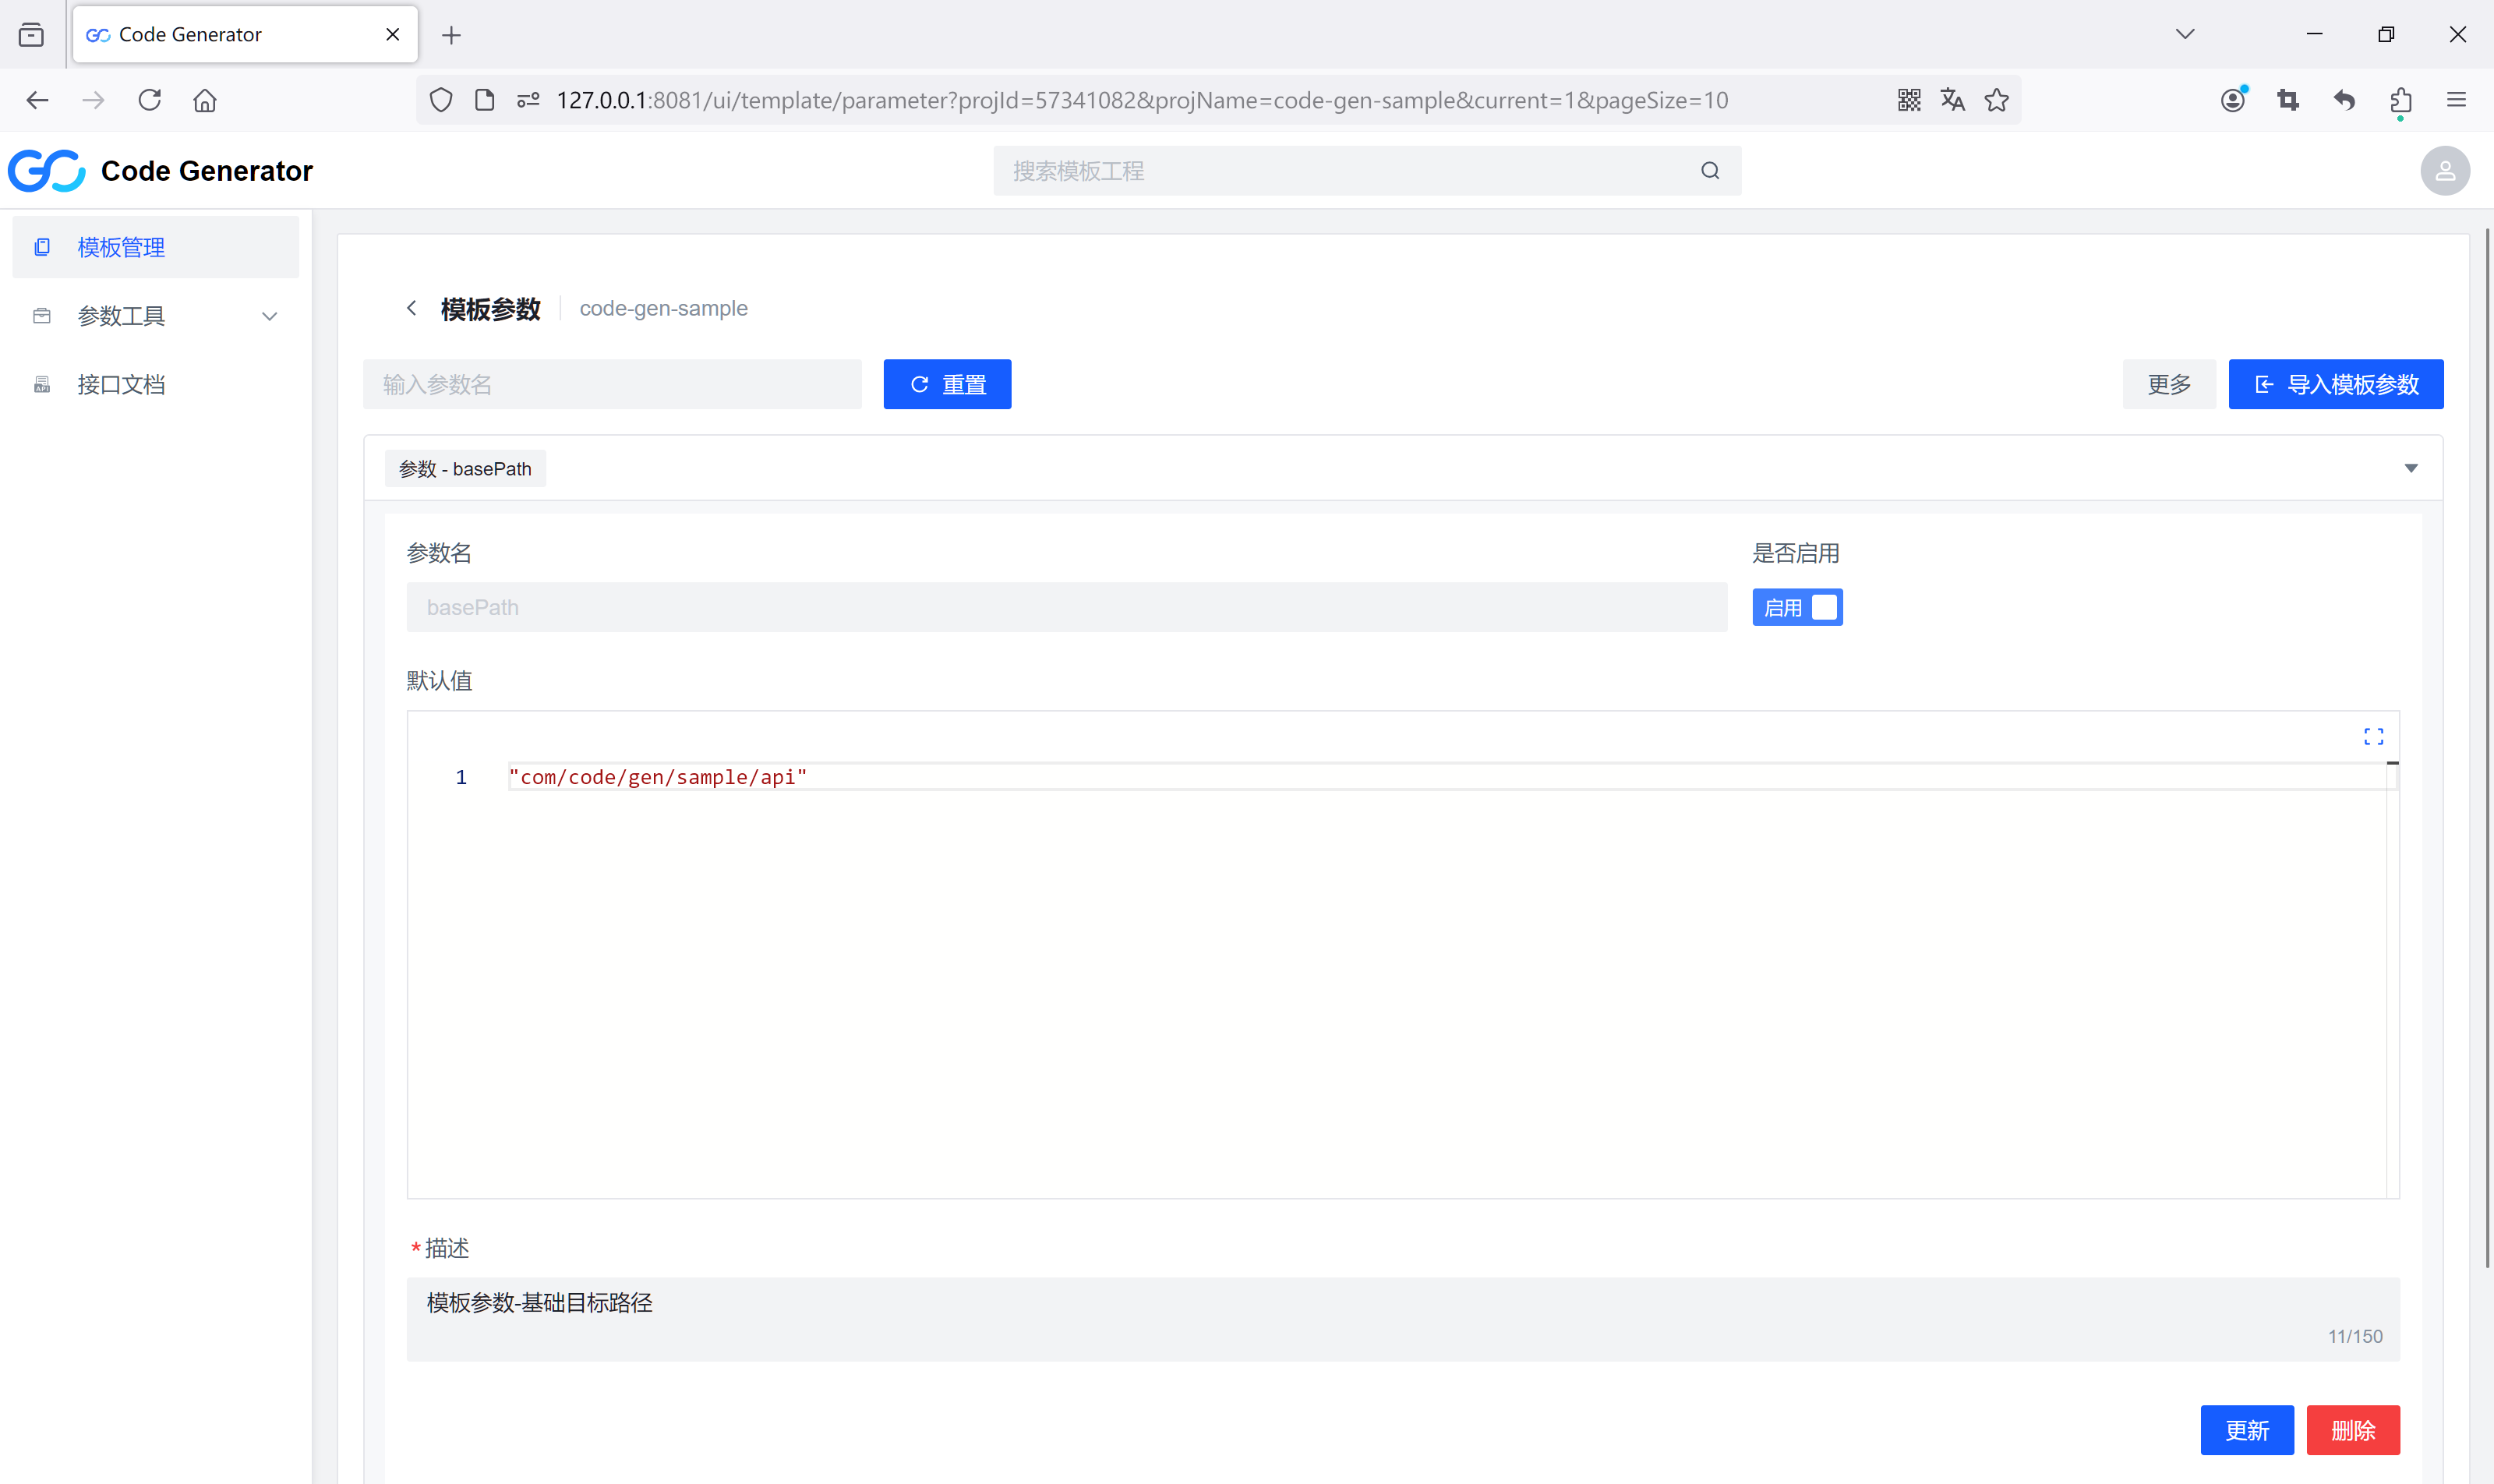 Code Generator
127.0.0.1:8081/ui/template/parameter?projId=57341082&projName=code-gen-sample&current=1&pageSize=10
Code Generator
搜索模板工程
模板管理
参数工具
接口文档
模板参数 code-gen-sample
输入参数名
重置
更多
导入模板参数
参数 - basePath
参数名
是否启用
basePath
启用
默认值
1 "com/code/gen/sample/api"
*描述
模板参数-基础目标路径
11/150
更新
删除